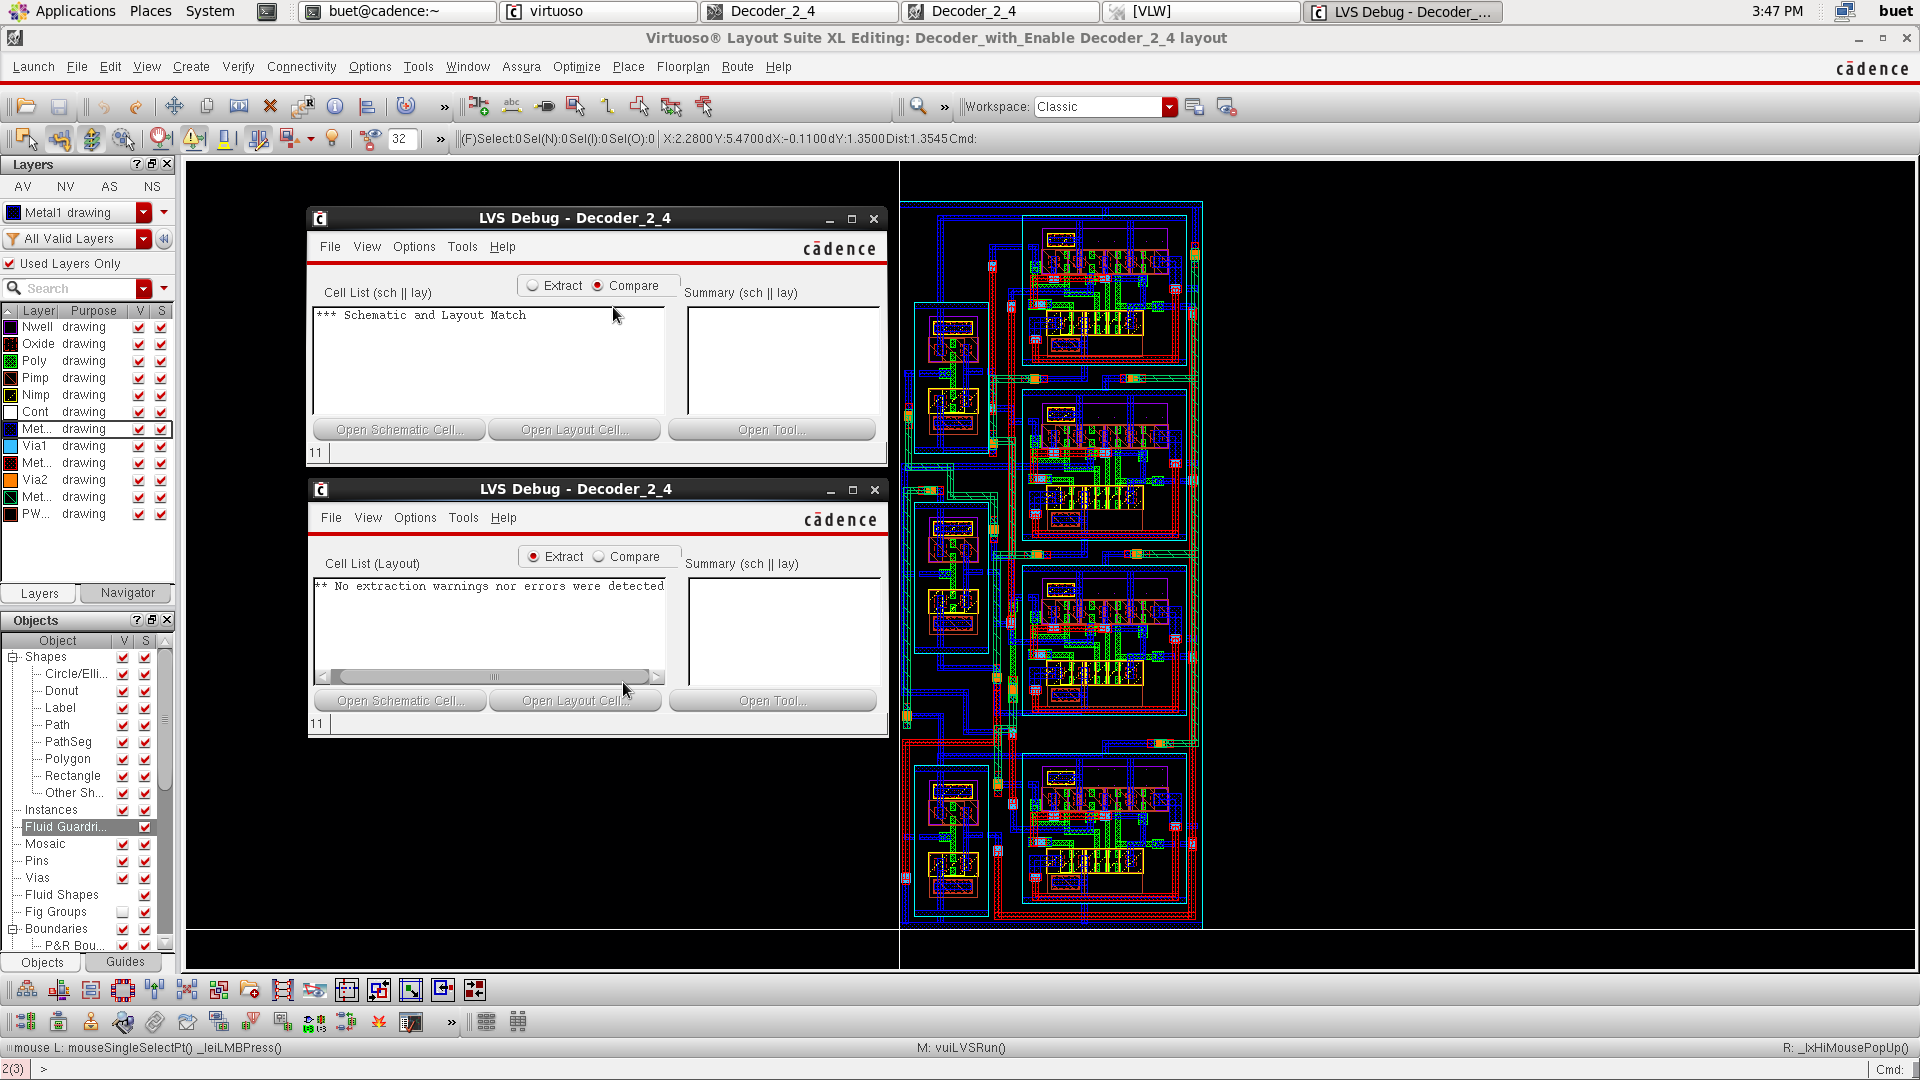 Applications Places System buet@cadence:~ virtuoso Decoder_2_4 Decoder_2_4 [VLW] LVS Debug - Decoder_... 3:47 PM buet
Virtuoso® Layout Suite XL Editing: Decoder_with_Enable Decoder_2_4 layout
Launch File Edit View Create Verify Connectivity Options Tools Window Assura Optimize Place Floorplan Route Help cādence
abc » » Workspace: Classic
32 » (F)Select:0 Sel(N):0 Sel(I):0 Sel(O):0 X:2.2800 Y:5.4700 dX:-0.1100 dY:1.3500 Dist:1.3545 Cmd:
Layers
AV NV AS NS
Metal1 drawing
All Valid Layers
Used Layers Only
Search
Layer Purpose V S
Nwell drawing
Oxide drawing
Poly drawing
Pimp drawing
Nimp drawing
Cont drawing
Met... drawing
Via1 drawing
Met... drawing
Via2 drawing
Met... drawing
PW... drawing
Layers Navigator
Objects
Object V S
Shapes
Circle/Elli...
Donut
Label
Path
PathSeg
Polygon
Rectangle
Other Sh...
Instances
Fluid Guardri...
Mosaic
Pins
Vias
Fluid Shapes
Fig Groups
Boundaries
P&R Bou...
Objects Guides
LVS Debug - Decoder_2_4
File View Options Tools Help cādence
Extract Compare
Cell List (sch || lay) Summary (sch || lay)
*** Schematic and Layout Match
Open Schematic Cell... Open Layout Cell... Open Tool...
11
LVS Debug - Decoder_2_4
File View Options Tools Help cādence
Extract Compare
Cell List (Layout) Summary (sch || lay)
** No extraction warnings nor errors were detected
Open Schematic Cell... Open Layout Cell... Open Tool...
11
»
mouse L: mouseSingleSelectPt() _leiLMBPress() M: vuiLVSRun() R: _lxHiMousePopUp()
2(3) > Cmd: